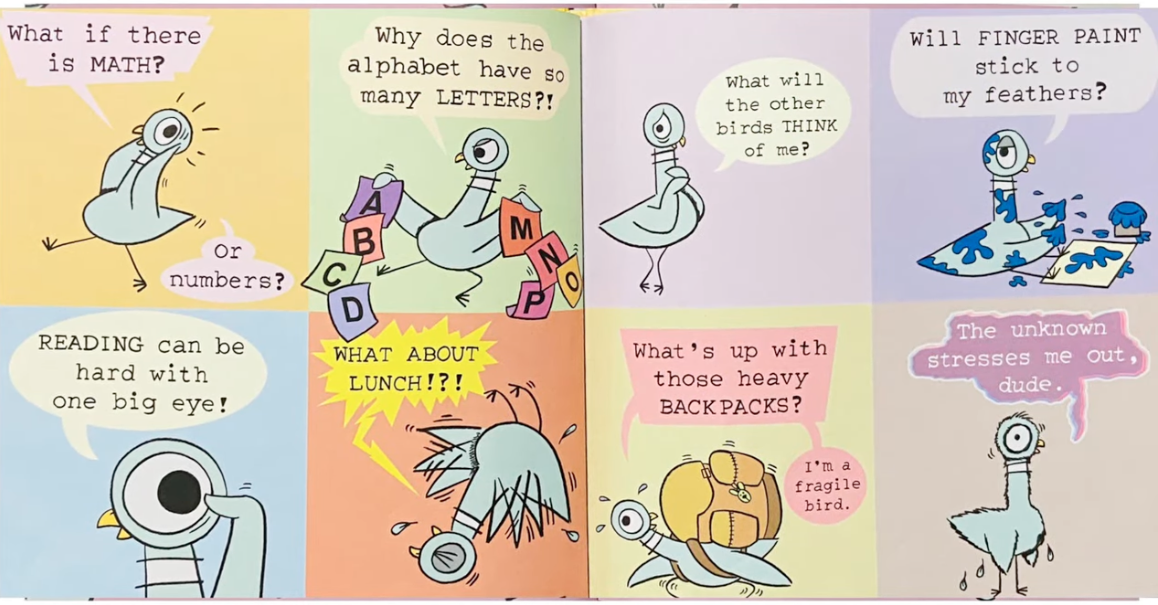 What if there
is MATH?
or
numbers?
Why does the
alphabet have so
many LETTERS?!
A
B
C
D
M
N
O
P
What will
the other
birds THINK
of me?
Will FINGER PAINT
stick to
my feathers?
READING can be
hard with
one big eye!
WHAT ABOUT
LUNCH!?!
What's up with
those heavy
BACKPACKS?
I'm a
fragile
bird.
The unknown
stresses me out,
dude.